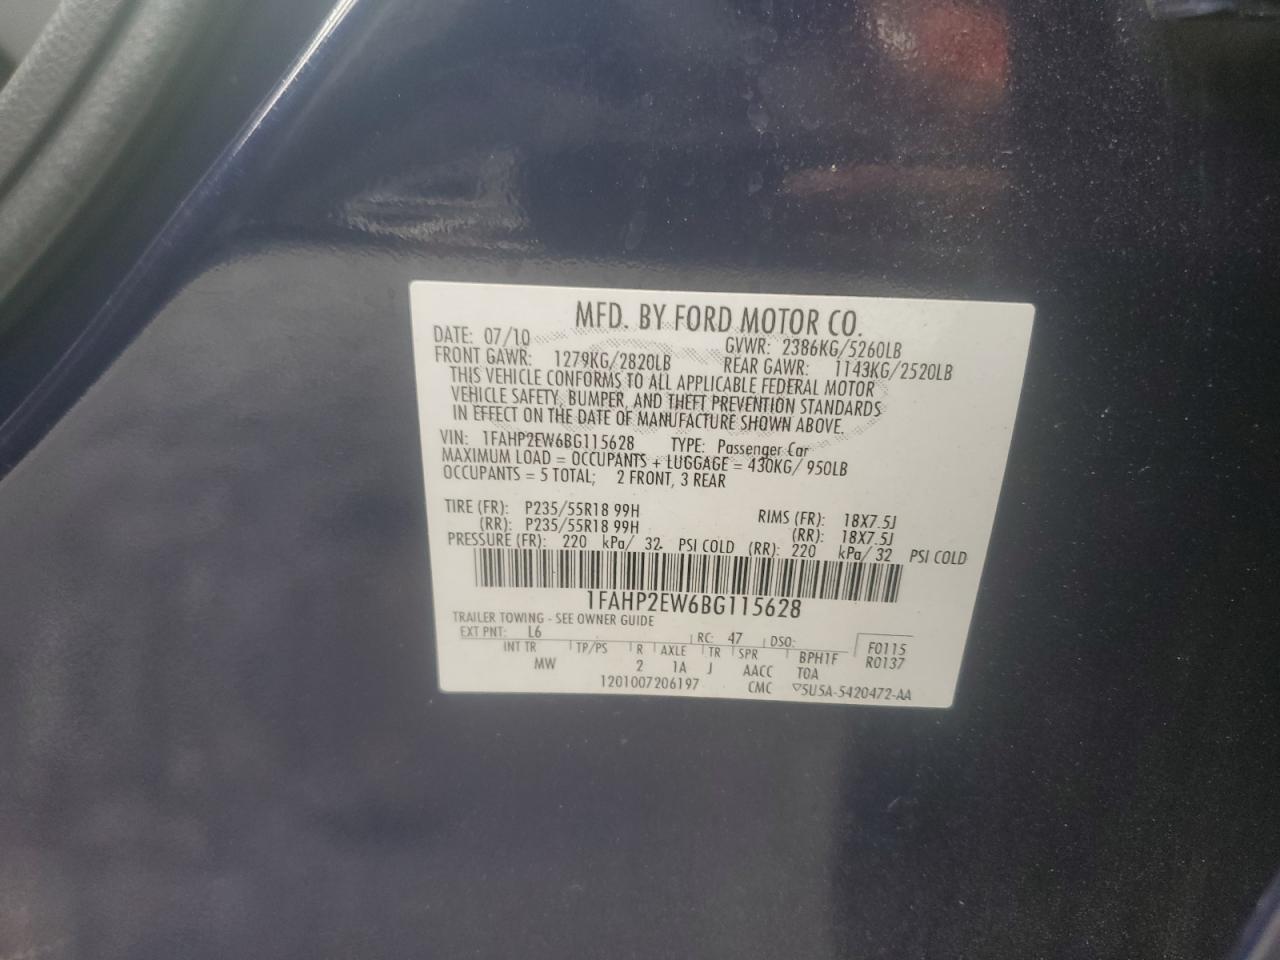 MFD. BY FORD MOTOR CO.
DATE: 07/10 GVWR: 2386KG/5260LB
FRONT GAWR: 1279KG/2820LB REAR GAWR: 1143KG/2520LB
THIS VEHICLE CONFORMS TO ALL APPLICABLE FEDERAL MOTOR
VEHICLE SAFETY, BUMPER, AND THEFT PREVENTION STANDARDS
IN EFFECT ON THE DATE OF MANUFACTURE SHOWN ABOVE.
VIN: 1FAHP2EW6BG115628 TYPE: Passenger Car
MAXIMUM LOAD = OCCUPANTS + LUGGAGE = 430KG/ 950LB
OCCUPANTS = 5 TOTAL; 2 FRONT, 3 REAR
TIRE (FR): P235/55R18 99H RIMS (FR): 18X7.5J
(RR): P235/55R18 99H (RR): 18X7.5J
PRESSURE (FR): 220 kPa/ 32 PSI COLD (RR): 220 kPa/ 32 PSI COLD
1FAHP2EW6BG115628
TRAILER TOWING - SEE OWNER GUIDE
EXT PNT: L6 RC: 47 DSO: F0115
INT TR TP/PS R AXLE TR SPR BPH1F R0137
MW 2 1A J AACC T0A
1201007206197 CMC ▽5U5A-5420472-AA